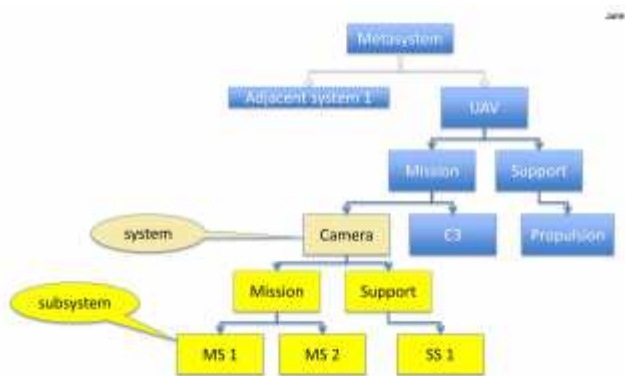 Metasystem
Adjacent system 1
UAV
Mission
Support
system
Camera
C3
Propulsion
Mission
Support
subsystem
MS 1
MS 2
SS 1